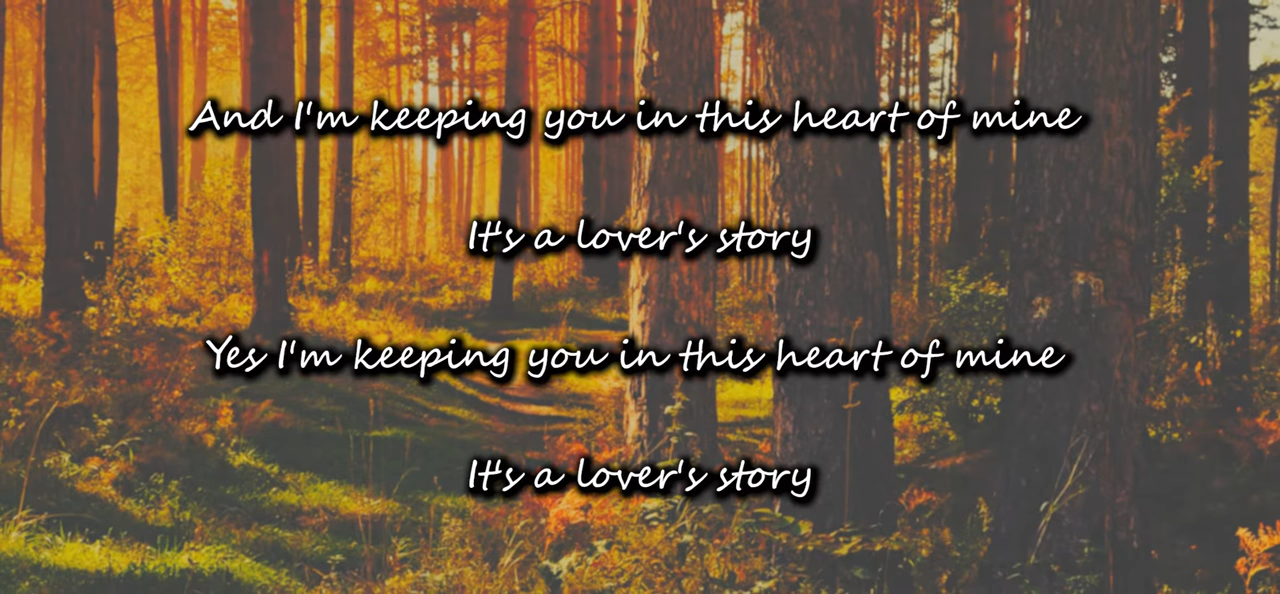 And I'm keeping you in this heart of mine
It's a lover's story
Yes I'm keeping you in this heart of mine
It's a lover's story